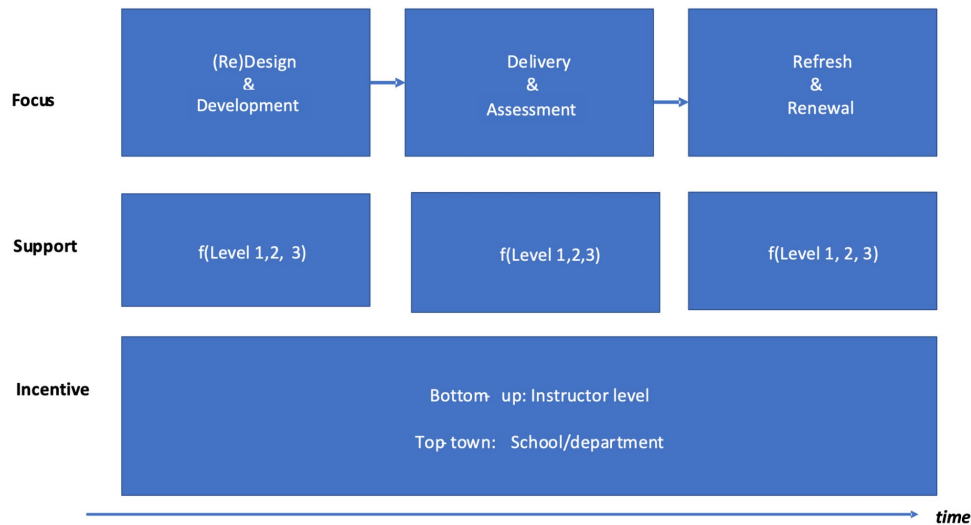 Focus
(Re)Design
&
Development
Delivery
&
Assessment
Refresh
&
Renewal
Support
f(Level 1,2, 3)
f(Level 1,2,3)
f(Level 1, 2, 3)
Incentive
Bottom- up: Instructor level
Top-town: School/department
time